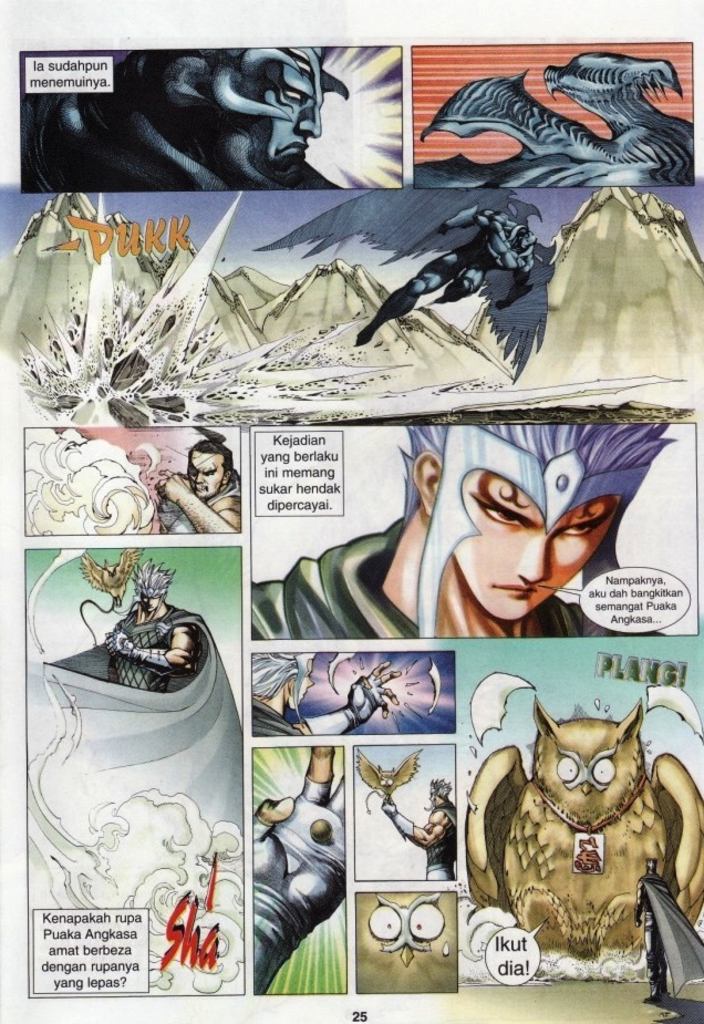 Ia sudahpun
menemuinya.
DUKK
Kejadian
yang berlaku
ini memang
sukar hendak
dipercayai.
Nampaknya,
aku dah bangkitkan
semangat Puaka
Angkasa...
PLANG!
Kenapakah rupa
Puaka Angkasa
amat berbeza
dengan rupanya
yang lepas?
Sha
Ikut
dia!
25